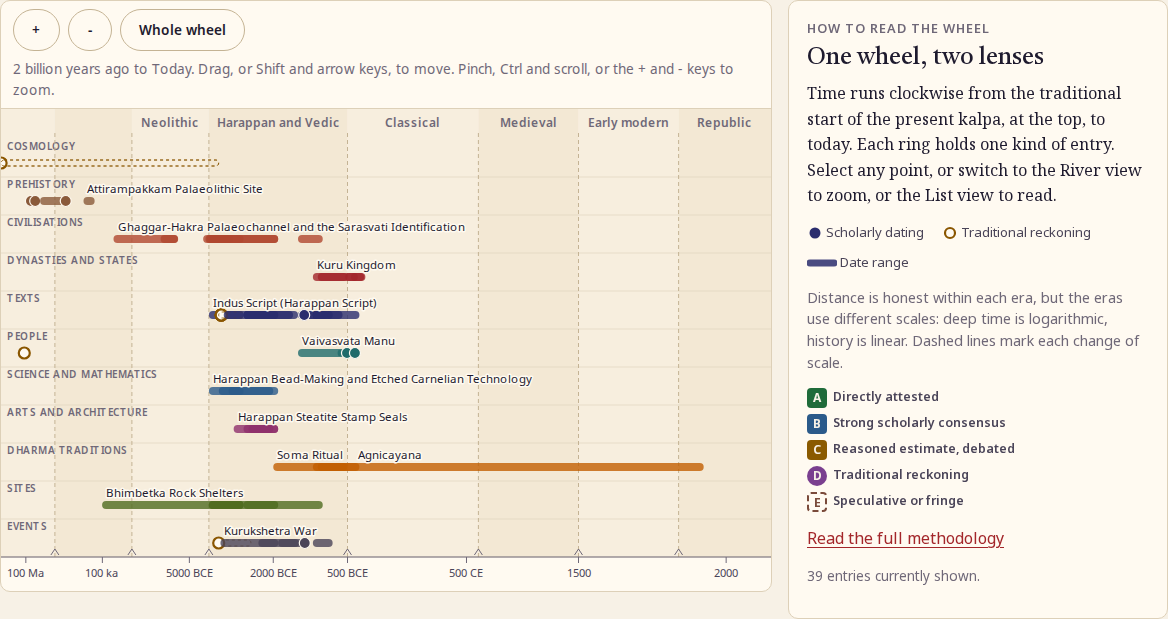 +
-
Whole wheel
2 billion years ago to Today. Drag, or Shift and arrow keys, to move. Pinch, Ctrl and scroll, or the + and - keys to
zoom.
Neolithic
Harappan and Vedic
Classical
Medieval
Early modern
Republic
COSMOLOGY
PREHISTORY
Attirampakkam Palaeolithic Site
CIVILISATIONS
Ghaggar-Hakra Palaeochannel and the Sarasvati Identification
DYNASTIES AND STATES
Kuru Kingdom
TEXTS
Indus Script (Harappan Script)
PEOPLE
Vaivasvata Manu
SCIENCE AND MATHEMATICS
Harappan Bead-Making and Etched Carnelian Technology
ARTS AND ARCHITECTURE
Harappan Steatite Stamp Seals
DHARMA TRADITIONS
Soma Ritual
Agnicayana
SITES
Bhimbetka Rock Shelters
EVENTS
Kurukshetra War
100 Ma
100 ka
5000 BCE
2000 BCE
500 BCE
500 CE
1500
2000
HOW TO READ THE WHEEL
One wheel, two lenses
Time runs clockwise from the traditional
start of the present kalpa, at the top, to
today. Each ring holds one kind of entry.
Select any point, or switch to the River view
to zoom, or the List view to read.
Scholarly dating
Traditional reckoning
Date range
Distance is honest within each era, but the eras
use different scales: deep time is logarithmic,
history is linear. Dashed lines mark each change of
scale.
A Directly attested
B Strong scholarly consensus
C Reasoned estimate, debated
D Traditional reckoning
E Speculative or fringe
Read the full methodology
39 entries currently shown.